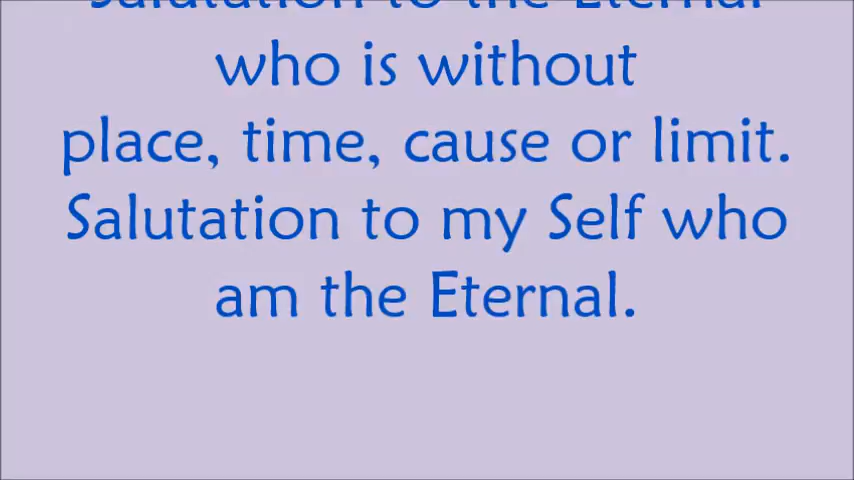 Salutation to the Eternal
who is without
place, time, cause or limit.
Salutation to my Self who
am the Eternal.